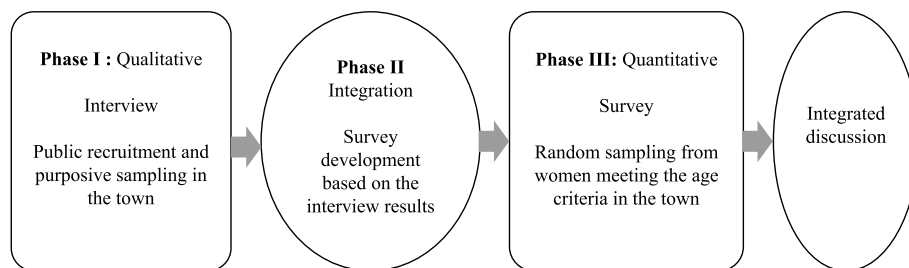 Phase I : Qualitative
Interview
Public recruitment and
purposive sampling in
the town
Phase II
Integration
Survey
development
based on the
interview results
Phase III: Quantitative
Survey
Random sampling from
women meeting the age
criteria in the town
Integrated
discussion